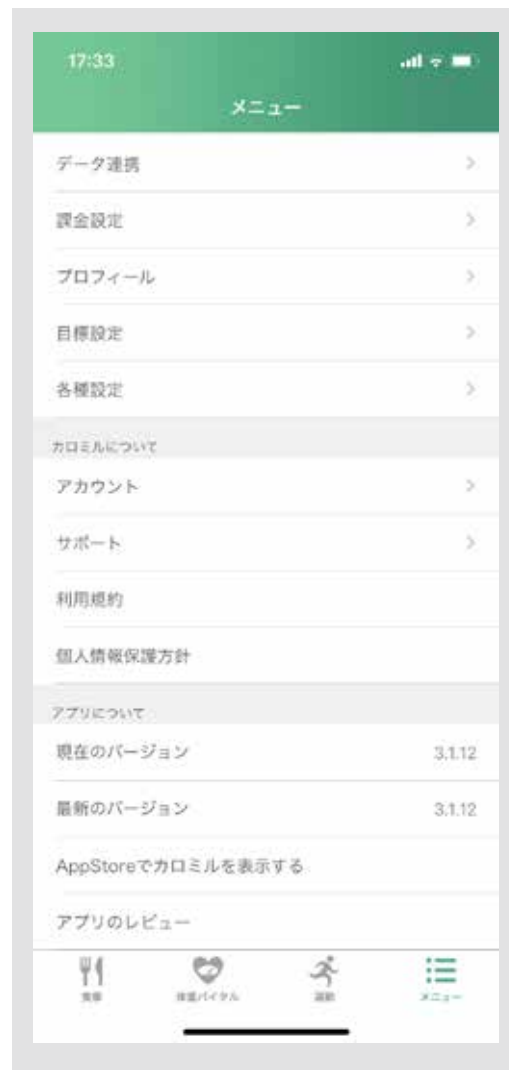 17:33
メニュー
データ連携
課金設定
プロフィール
目標設定
各種設定
カロミルについて
アカウント
サポート
利用規約
個人情報保護方針
アプリについて
現在のバージョン 3.1.12
最新のバージョン 3.1.12
AppStoreでカロミルを表示する
アプリのレビュー
食事 体重バイタル 運動 メニュー